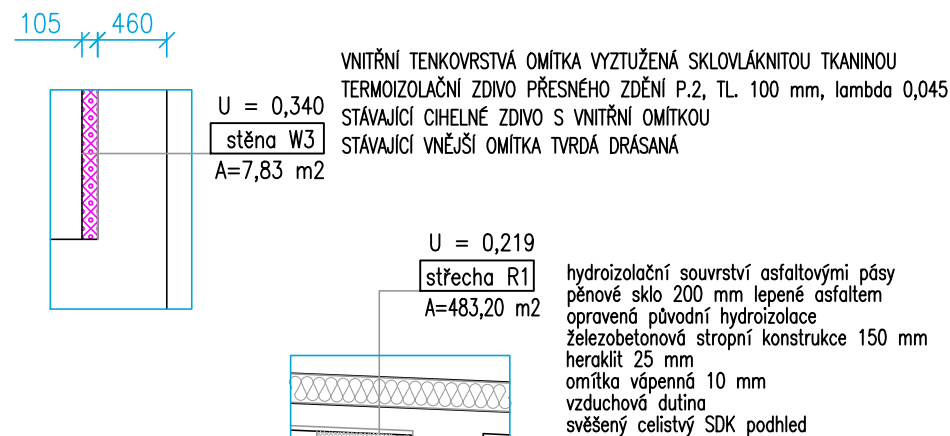 105 460
VNITŘNÍ TENKOVRSTVÁ OMÍTKA VYZTUŽENÁ SKLOVLÁKNITOU TKANINOU
TERMOIZOLAČNÍ ZDIVO PŘESNÉHO ZDĚNÍ P.2, TL. 100 mm, lambda 0,045
STÁVAJÍCÍ CIHELNÉ ZDIVO S VNITŘNÍ OMÍTKOU
STÁVAJÍCÍ VNĚJŠÍ OMÍTKA TVRDÁ DRÁSANÁ
U = 0,340
stěna W3
A=7,83 m2
U = 0,219
střecha R1
A=483,20 m2
hydroizolační souvrství asfaltovými pásy
pěnové sklo 200 mm lepené asfaltem
opravená původní hydroizolace
železobetonová stropní konstrukce 150 mm
heraklit 25 mm
omítka vápenná 10 mm
vzduchová dutina
svěšený celistvý SDK podhled